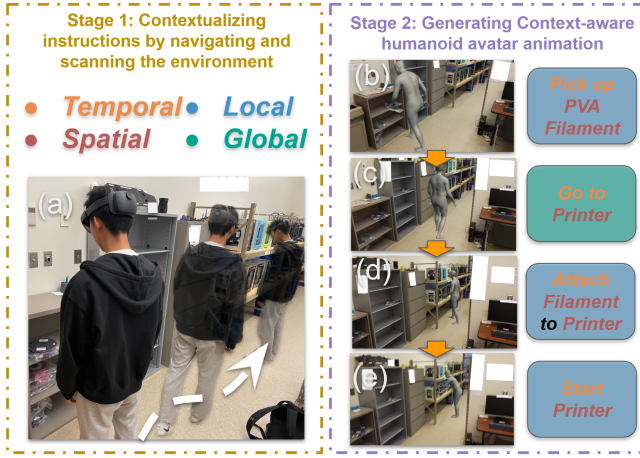 Stage 1: Contextualizing
instructions by navigating and
scanning the environment
Temporal
Local
Spatial
Global
(a)
Stage 2: Generating Context-aware
humanoid avatar animation
(b)
Pick up
PVA
Filament
(c)
Go to
Printer
(d)
Attach
Filament
to Printer
(e)
Start
Printer